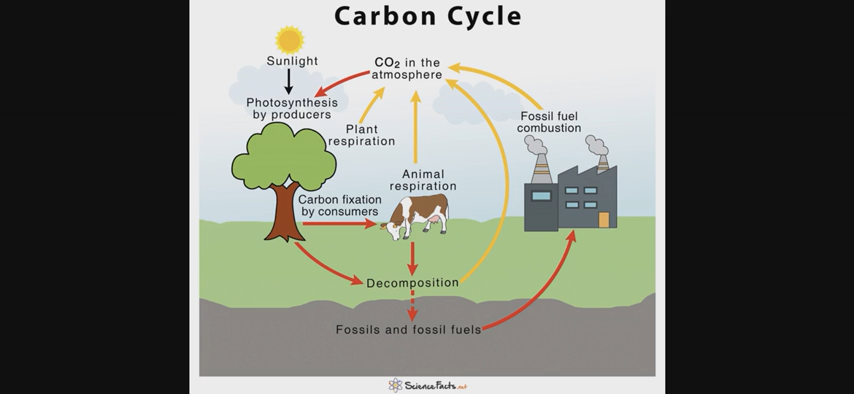 Carbon Cycle
Sunlight
CO₂ in the
atmosphere
Photosynthesis
by producers
Plant
respiration
Fossil fuel
combustion
Animal
respiration
Carbon fixation
by consumers
Decomposition
Fossils and fossil fuels
ScienceFacts.net